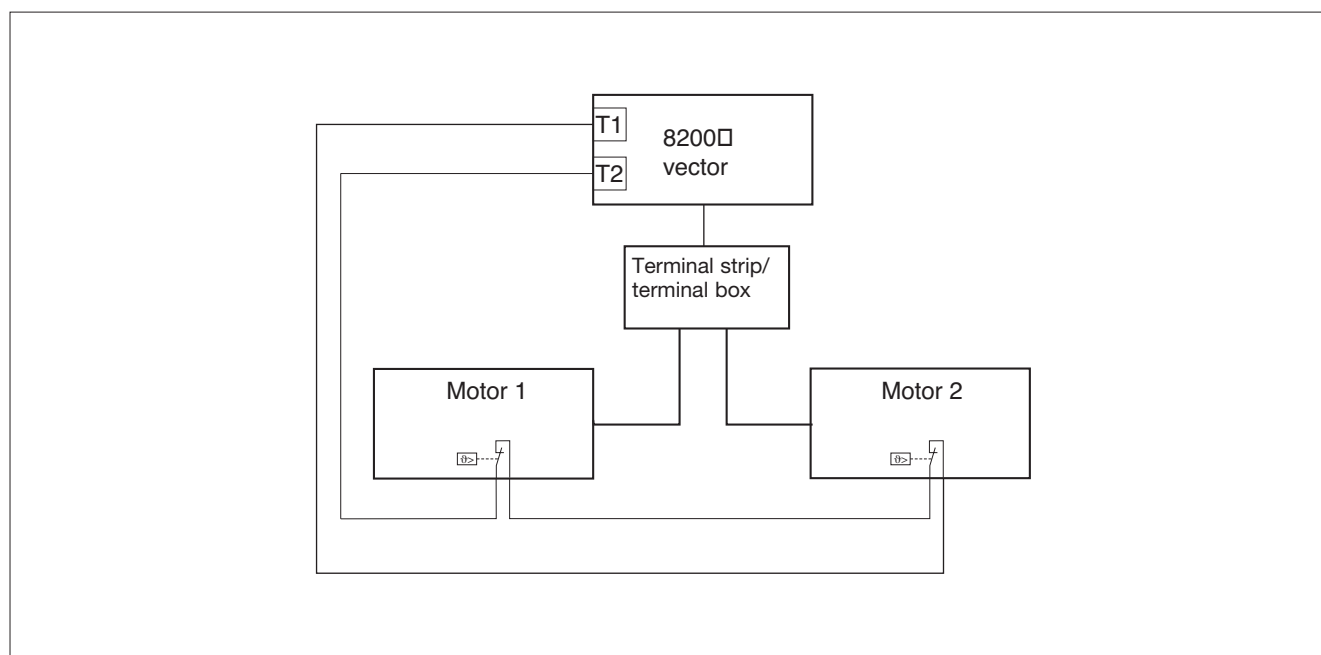 T1
8200□
vector
T2
Terminal strip/
terminal box
Motor 1
Motor 2
ϑ>
ϑ>